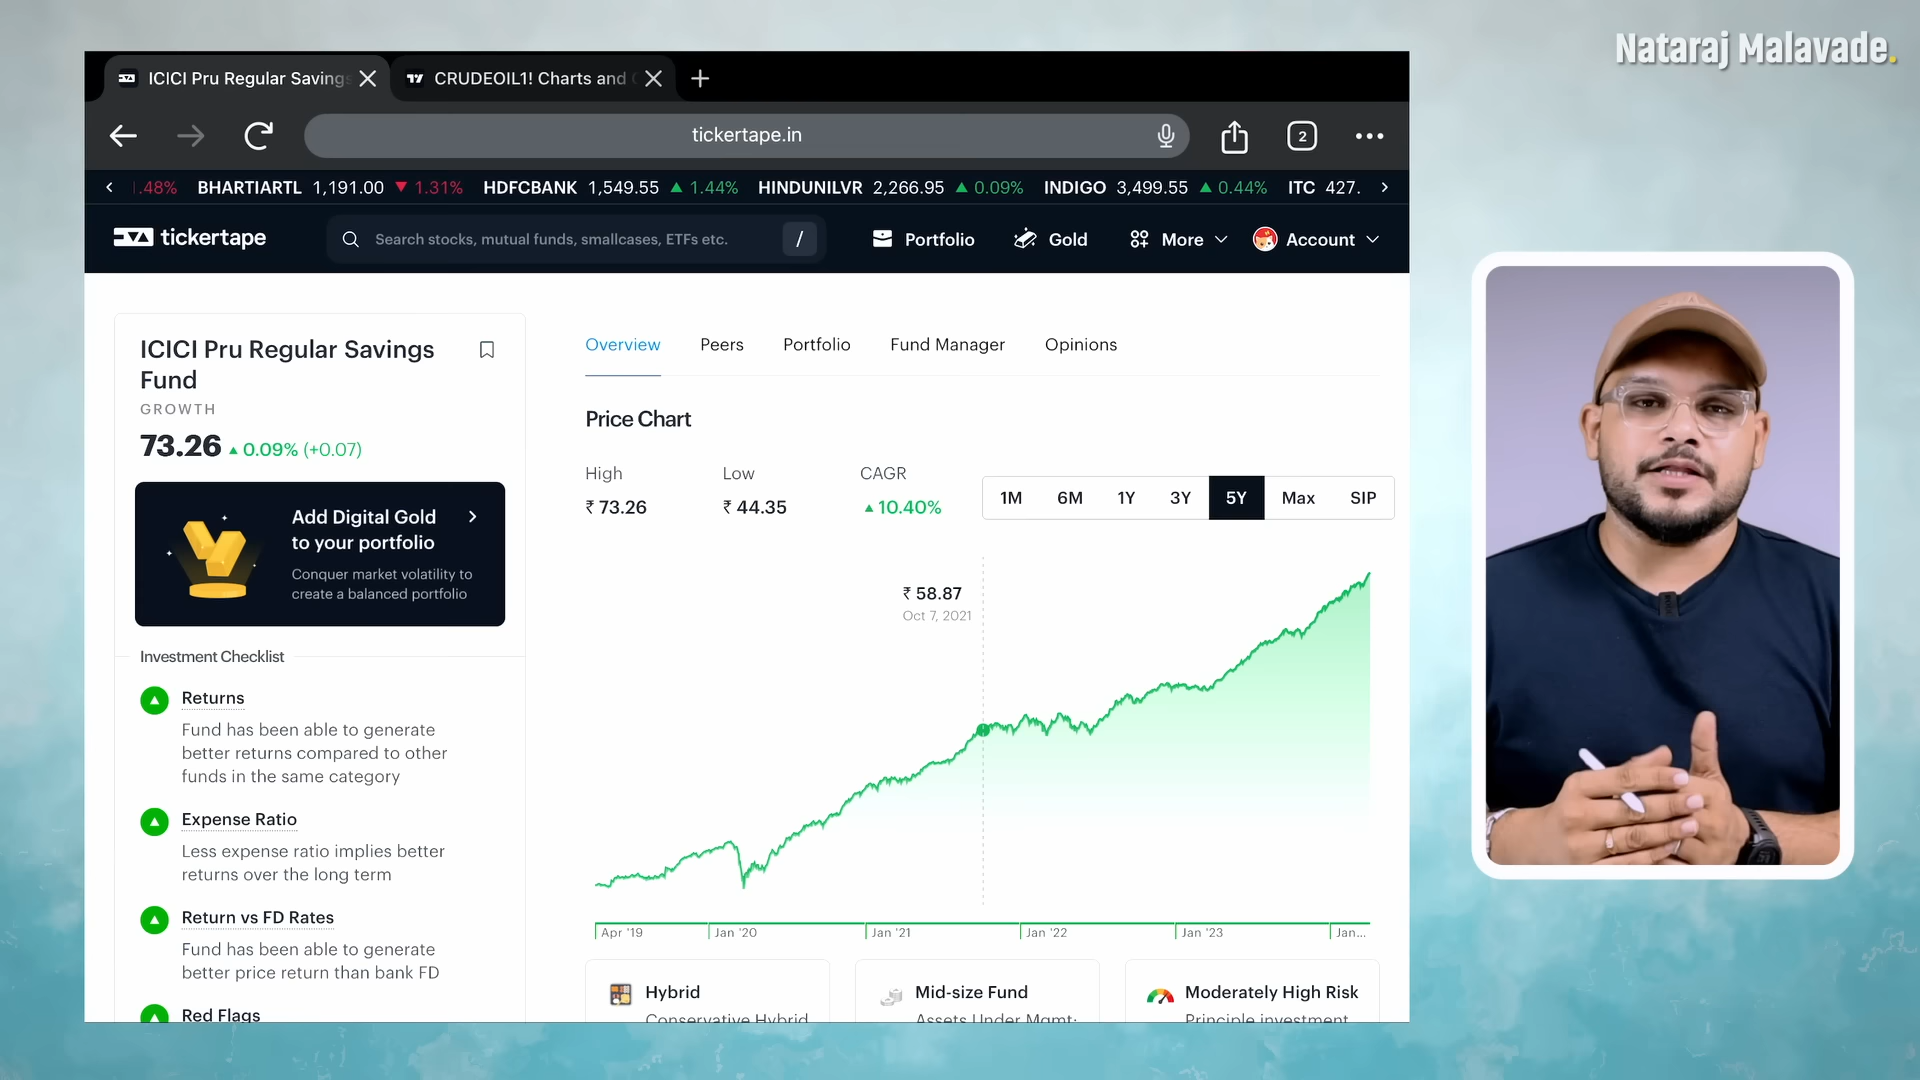 Nataraj Malavade.
ICICI Pru Regular Saving
CRUDEOIL1! Charts and
tickertape.in
2
.48% BHARTIARTL 1,191.00 ▼ 1.31% HDFCBANK 1,549.55 ▲ 1.44% HINDUNILVR 2,266.95 ▲ 0.09% INDIGO 3,499.55 ▲ 0.44% ITC 427.
tickertape
Search stocks, mutual funds, smallcases, ETFs etc.
/
Portfolio
Gold
More
Account
ICICI Pru Regular Savings
Fund
GROWTH
73.26 ▲ 0.09% (+0.07)
Add Digital Gold
to your portfolio
Conquer market volatility to
create a balanced portfolio
Investment Checklist
Returns
Fund has been able to generate
better returns compared to other
funds in the same category
Expense Ratio
Less expense ratio implies better
returns over the long term
Return vs FD Rates
Fund has been able to generate
better price return than bank FD
Red Flags
Overview Peers Portfolio Fund Manager Opinions
Price Chart
High Low CAGR
₹ 73.26 ₹ 44.35 ▲ 10.40%
1M 6M 1Y 3Y 5Y Max SIP
₹ 58.87
Oct 7, 2021
Apr '19 Jan '20 Jan '21 Jan '22 Jan '23 Jan...
Hybrid
Conservative Hybrid
Mid-size Fund
Assets Under Mgmt:
Moderately High Risk
Principle investment